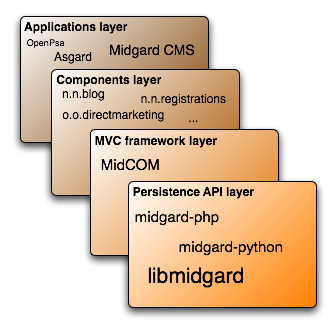 Applications layer
OpenPsa
Asgard
Midgard CMS
Components layer
n.n.blog
n.n.registrations
o.o.directmarketing
...
MVC framework layer
MidCOM
Persistence API layer
midgard-php
midgard-python
libmidgard